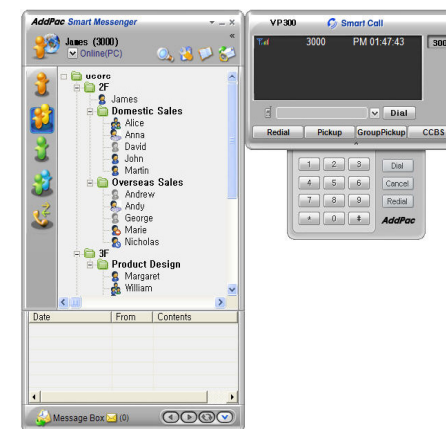 AddPac Smart Messenger
James (3000)
Online(PC)
ucorc
2F
James
Domestic Sales
Alice
Anna
David
John
Martin
Overseas Sales
Andrew
Andy
George
Marie
Nicholas
3F
Product Design
Margaret
William
Date From Contents
Message Box (0)
VP300 Smart Call
3000 PM 01:47:43
300
Dial
Redial Pickup GroupPickup CCBS
1 2 3 Dial
4 5 6 Cancel
7 8 9 Redial
* 0 # AddPac